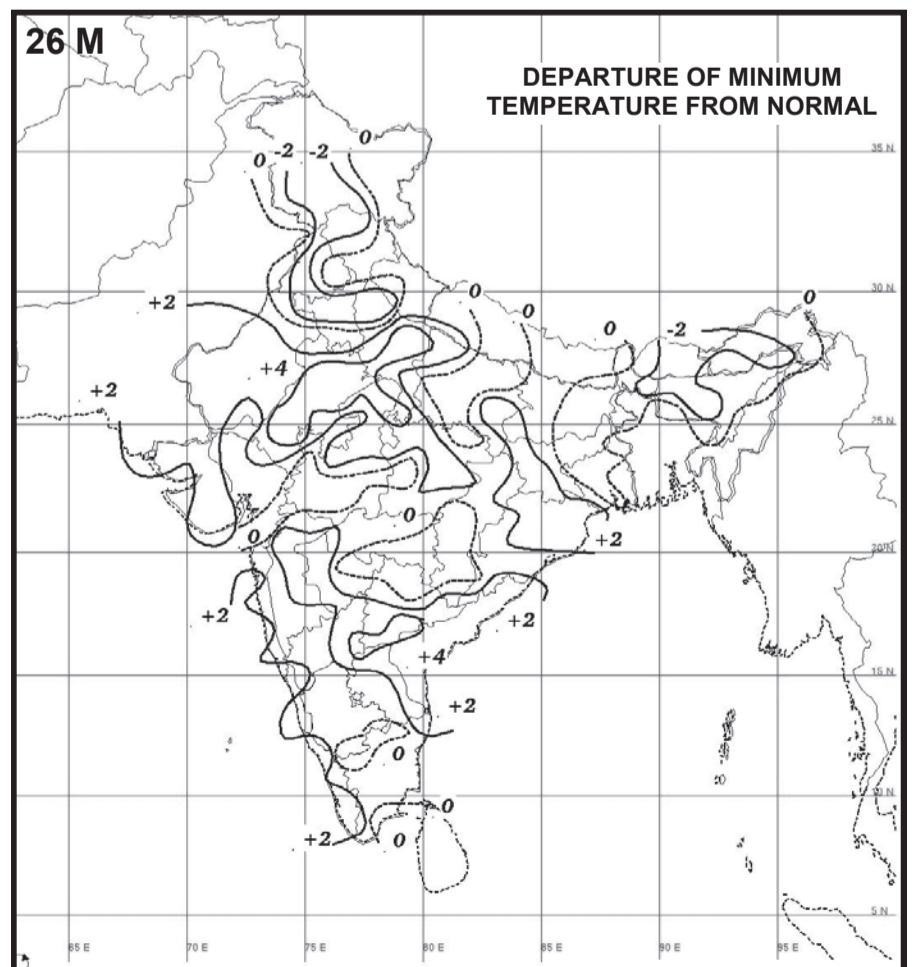 26 M
DEPARTURE OF MINIMUM
TEMPERATURE FROM NORMAL
0
-2
-2
0
35 N
30 N
+2
0
0
0
-2
0
+4
+2
25 N
0
0
+2
20 N
+2
+2
+4
15 N
+2
0
10 N
0
+2
0
5 N
65 E
70 E
75 E
80 E
85 E
90 E
95 E